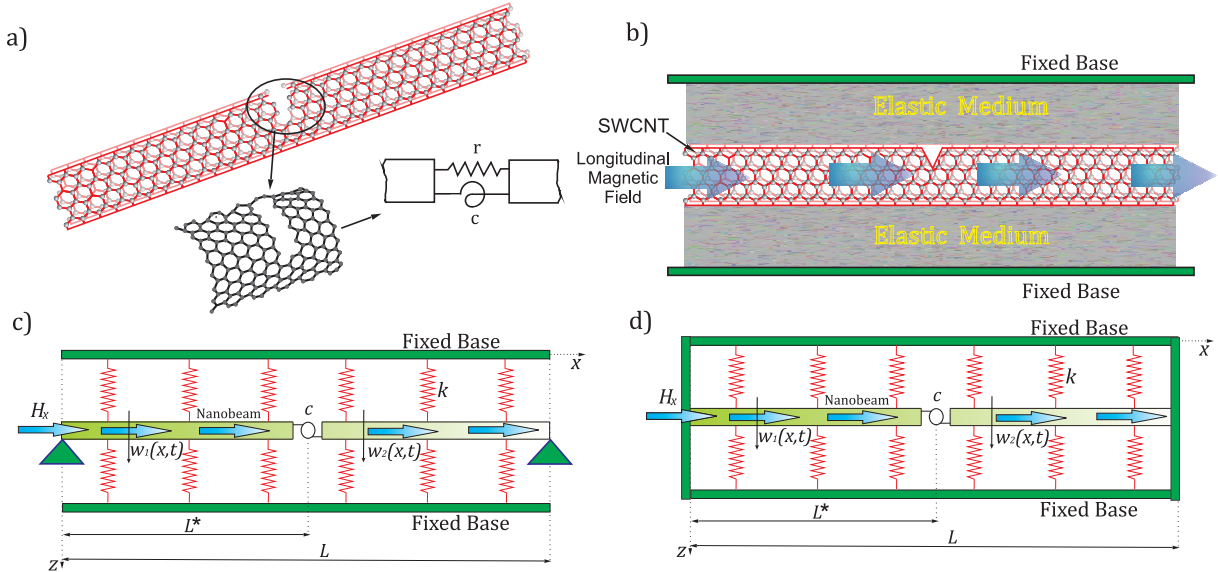 a)
r
c
b)
Fixed Base
Elastic Medium
SWCNT
Longitudinal
Magnetic
Field
Elastic Medium
Fixed Base
c)
Fixed Base
x
k
Hx
Nanobeam
c
w1(x,t)
w2(x,t)
Fixed Base
L*
L
z
d)
Fixed Base
x
k
Hx
Nanobeam
c
w1(x,t)
w2(x,t)
Fixed Base
L*
L
z